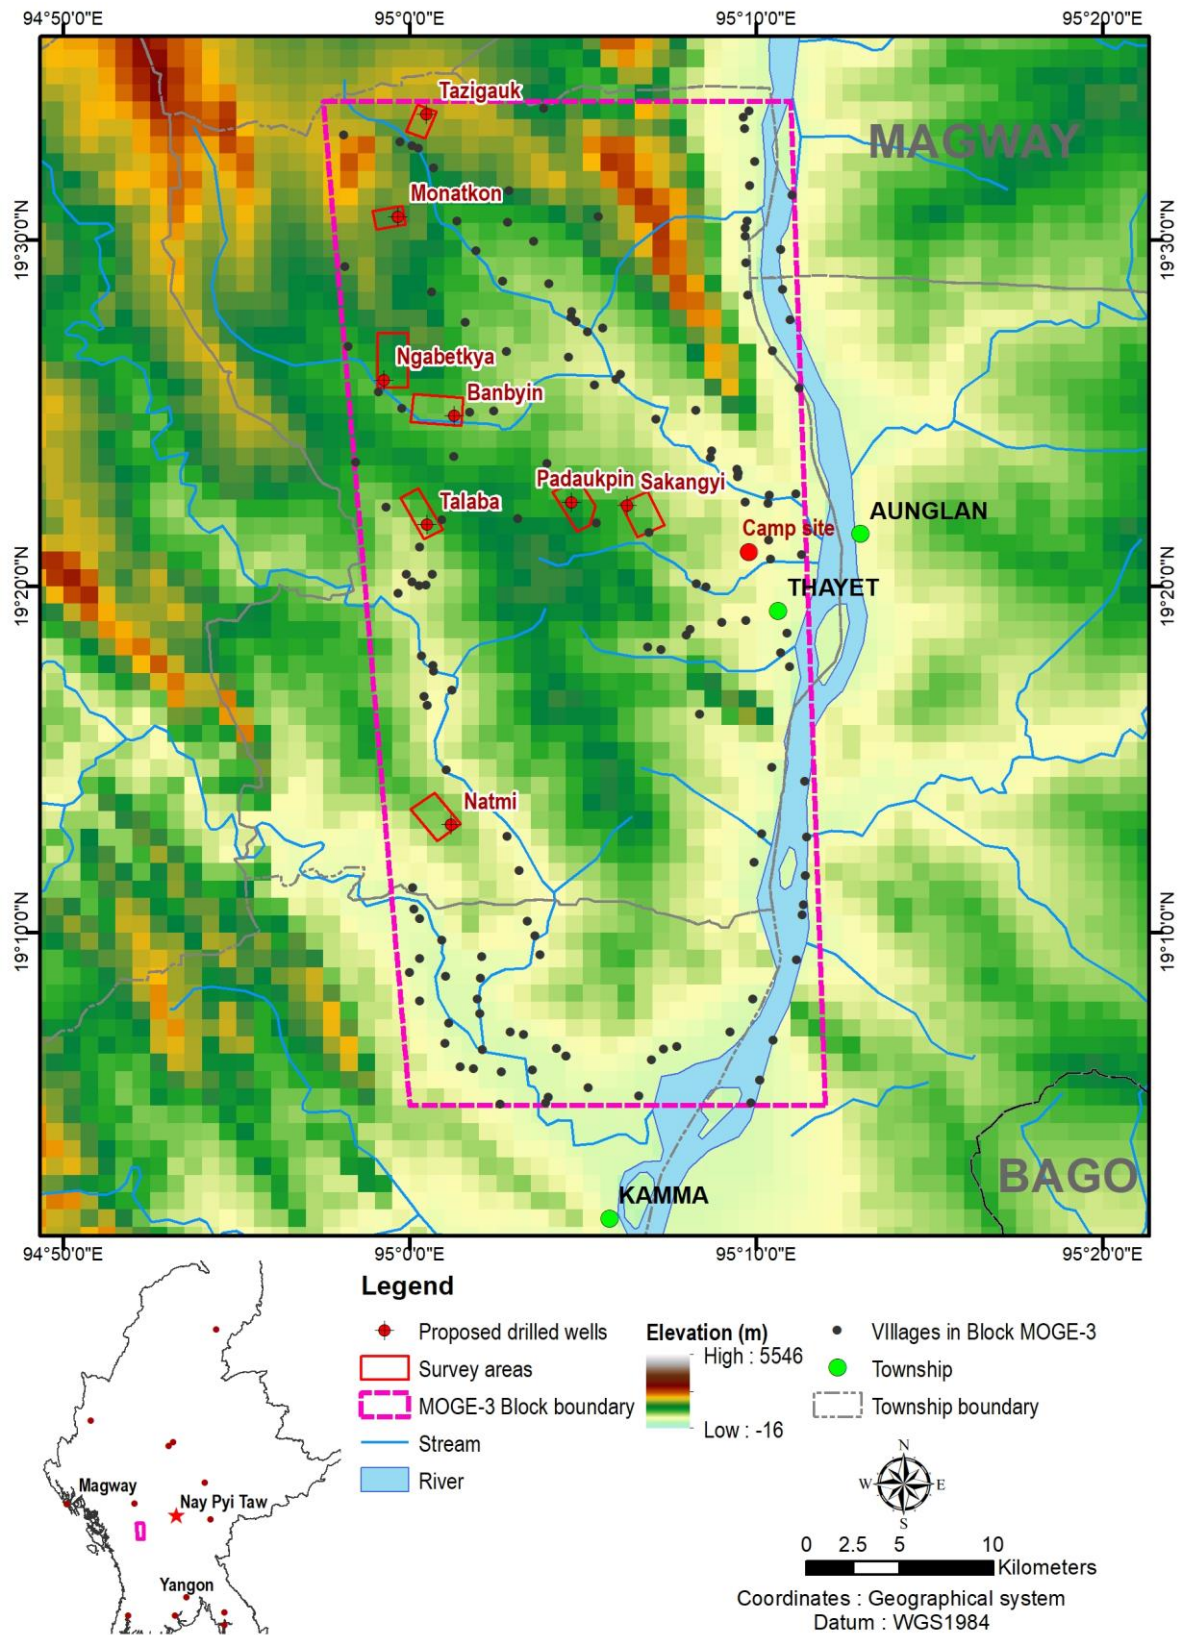 94°50'0"E 95°0'0"E 95°10'0"E 95°20'0"E
Tazigauk
MAGWAY
Monatkon
19°30'0"N 19°30'0"N
Ngabetkya
Banbyin
Padaukpin Sakangyi
Talaba
AUNGLAN
Camp site
19°20'0"N THAYET 19°20'0"N
Natmi
19°10'0"N 19°10'0"N
BAGO
KAMMA
94°50'0"E 95°0'0"E 95°10'0"E 95°20'0"E
Legend
Proposed drilled wells
Survey areas
MOGE-3 Block boundary
Stream
River
Elevation (m)
High : 5546
Low : -16
VIllages in Block MOGE-3
Township
Township boundary
Magway
Nay Pyi Taw
Yangon
N
W E
S
0 2.5 5 10
Kilometers
Coordinates : Geographical system
Datum : WGS1984